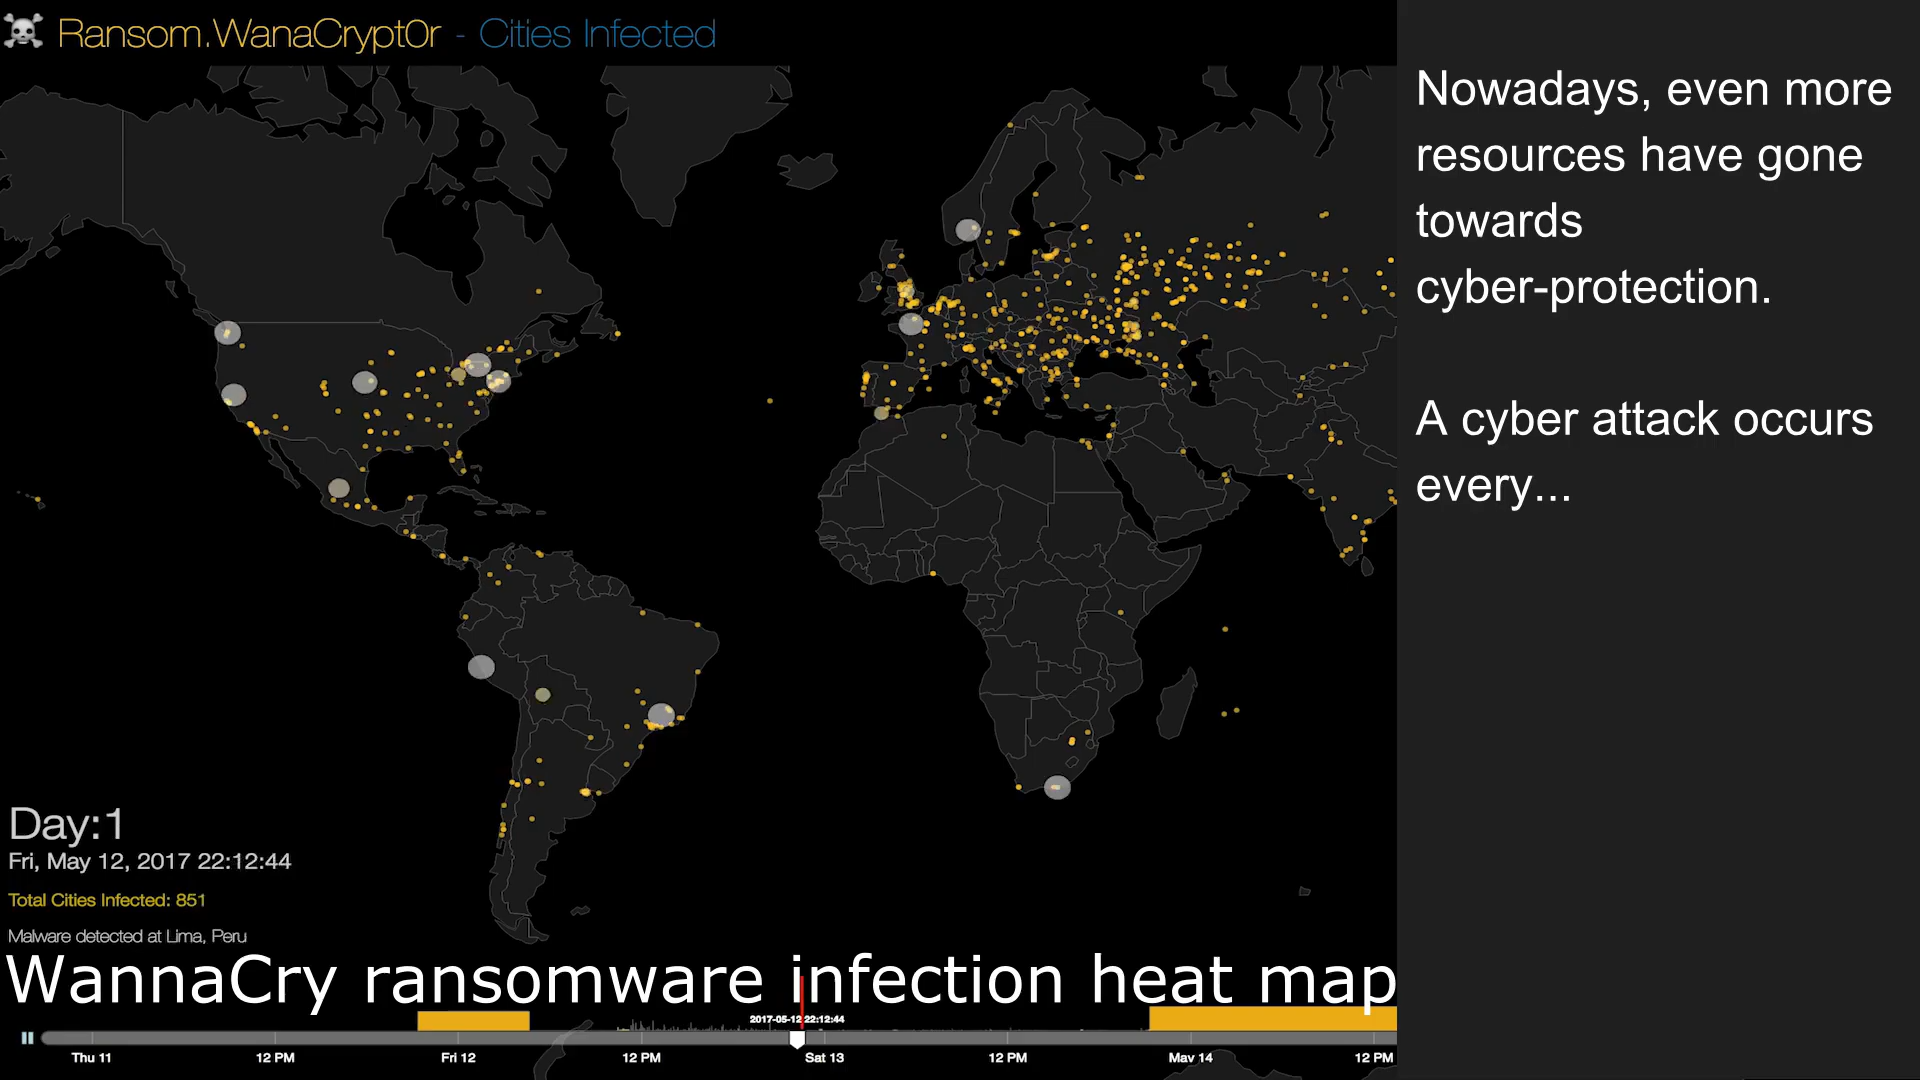 Ransom.WanaCrypt0r - Cities Infected
Nowadays, even more
resources have gone
towards
cyber-protection.
A cyber attack occurs
every...
Day:1
Fri, May 12, 2017 22:12:44
Total Cities Infected: 851
Malware detected at Lima, Peru
WannaCry ransomware infection heat map
2017-05-12 22:12:44
Thu 11 12 PM Fri 12 12 PM Sat 13 12 PM May 14 12 PM